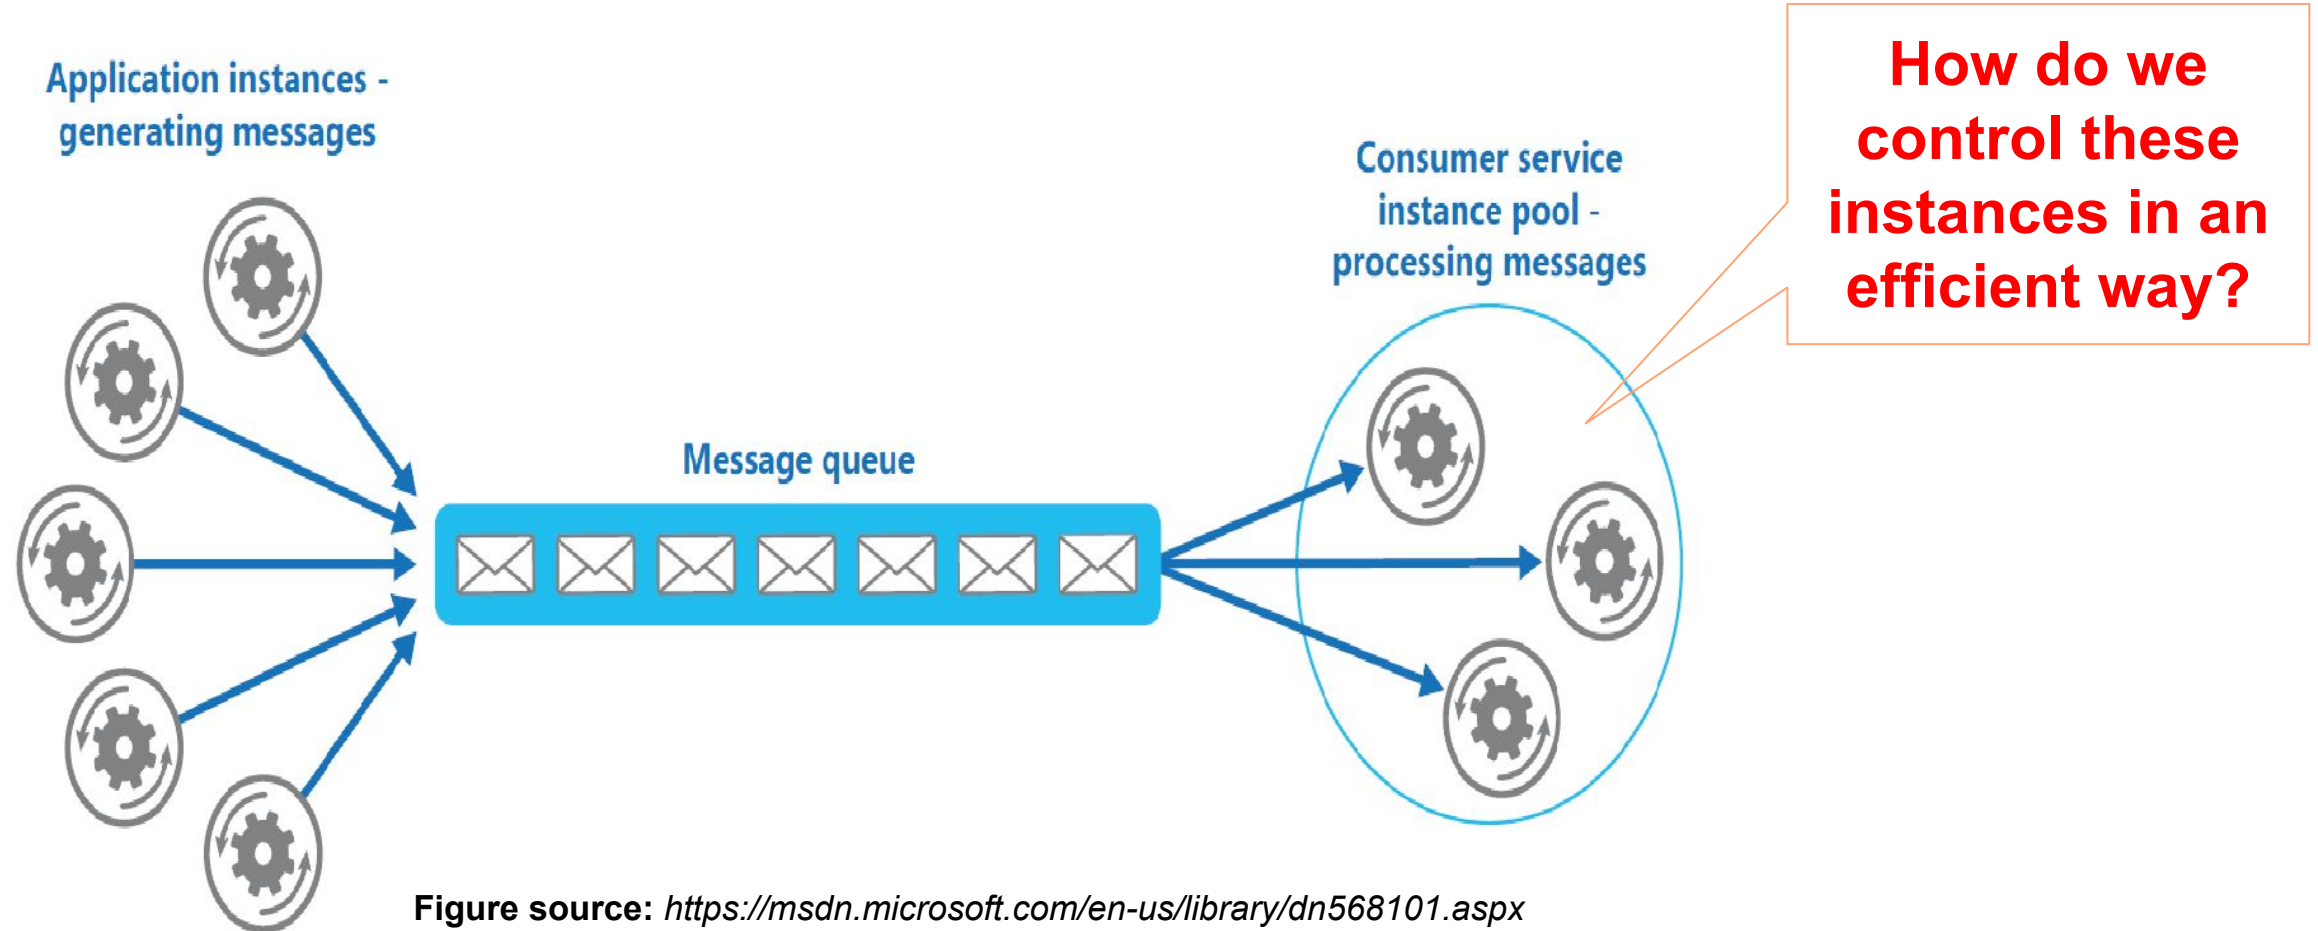 Application instances -
generating messages
Message queue
Consumer service
instance pool -
processing messages
How do we
control these
instances in an
efficient way?
Figure source: https://msdn.microsoft.com/en-us/library/dn568101.aspx